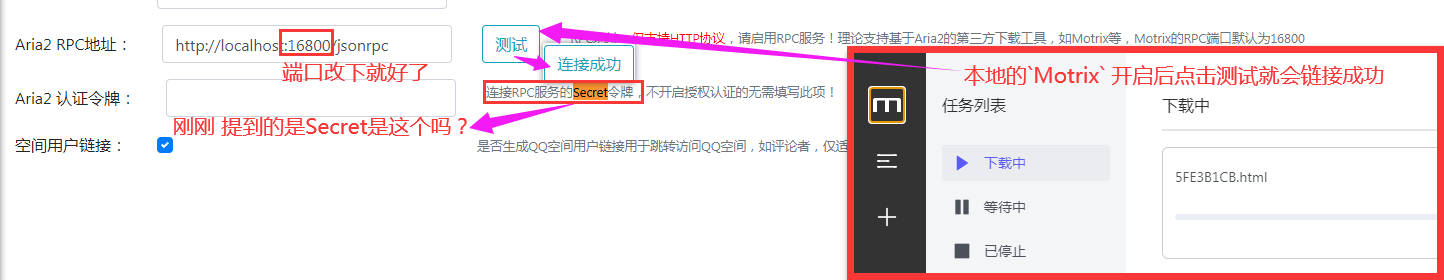 Aria2 RPC地址：
http://localhost:16800/jsonrpc
测试
但支持HTTP协议，请启用RPC服务！理论支持基于Aria2的第三方下载工具，如Motrix等，Motrix的RPC端口默认为16800
端口改下就好了
连接成功
本地的`Motrix` 开启后点击测试就会链接成功
Aria2 认证令牌：
连接RPC服务的Secret令牌，不开启授权认证的无需填写此项！
刚刚 提到的是Secret是这个吗？
空间用户链接：
是否生成QQ空间用户链接用于跳转访问QQ空间，如评论者，仅适
任务列表
下载中
等待中
已停止
下载中
5FE3B1CB.html